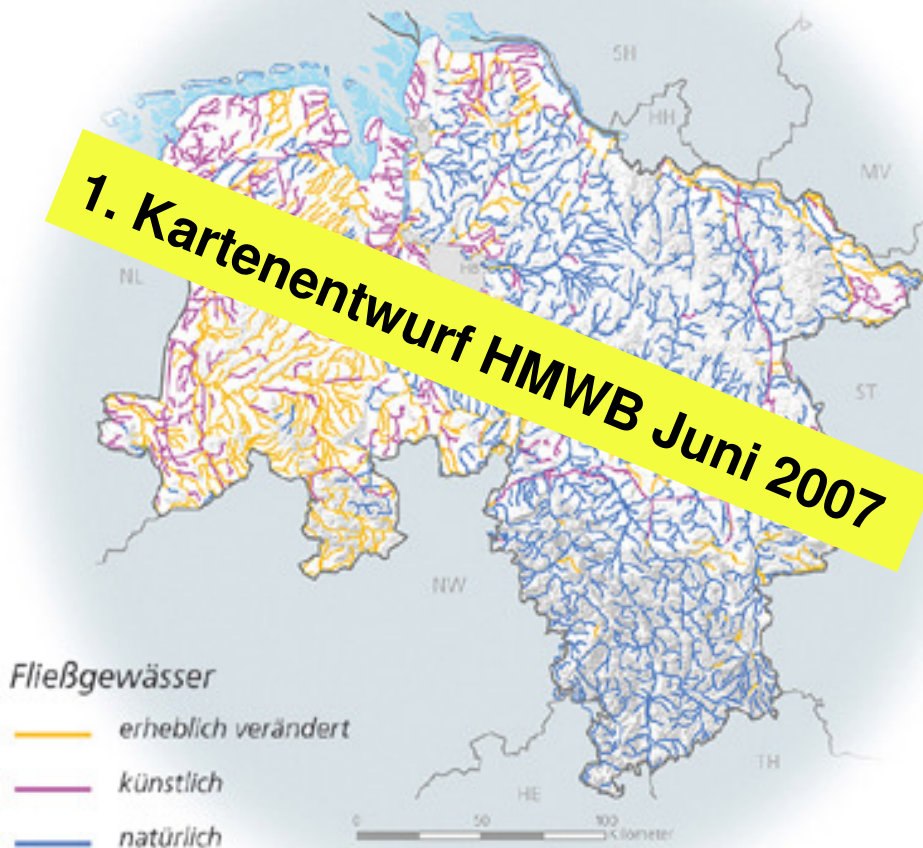 SH
HH
MV
1. Kartenentwurf HMWB Juni 2007
NL
HB
ST
NW
Fließgewässer
erheblich verändert
künstlich
natürlich
TH
HE
0 50 100
Kilometer